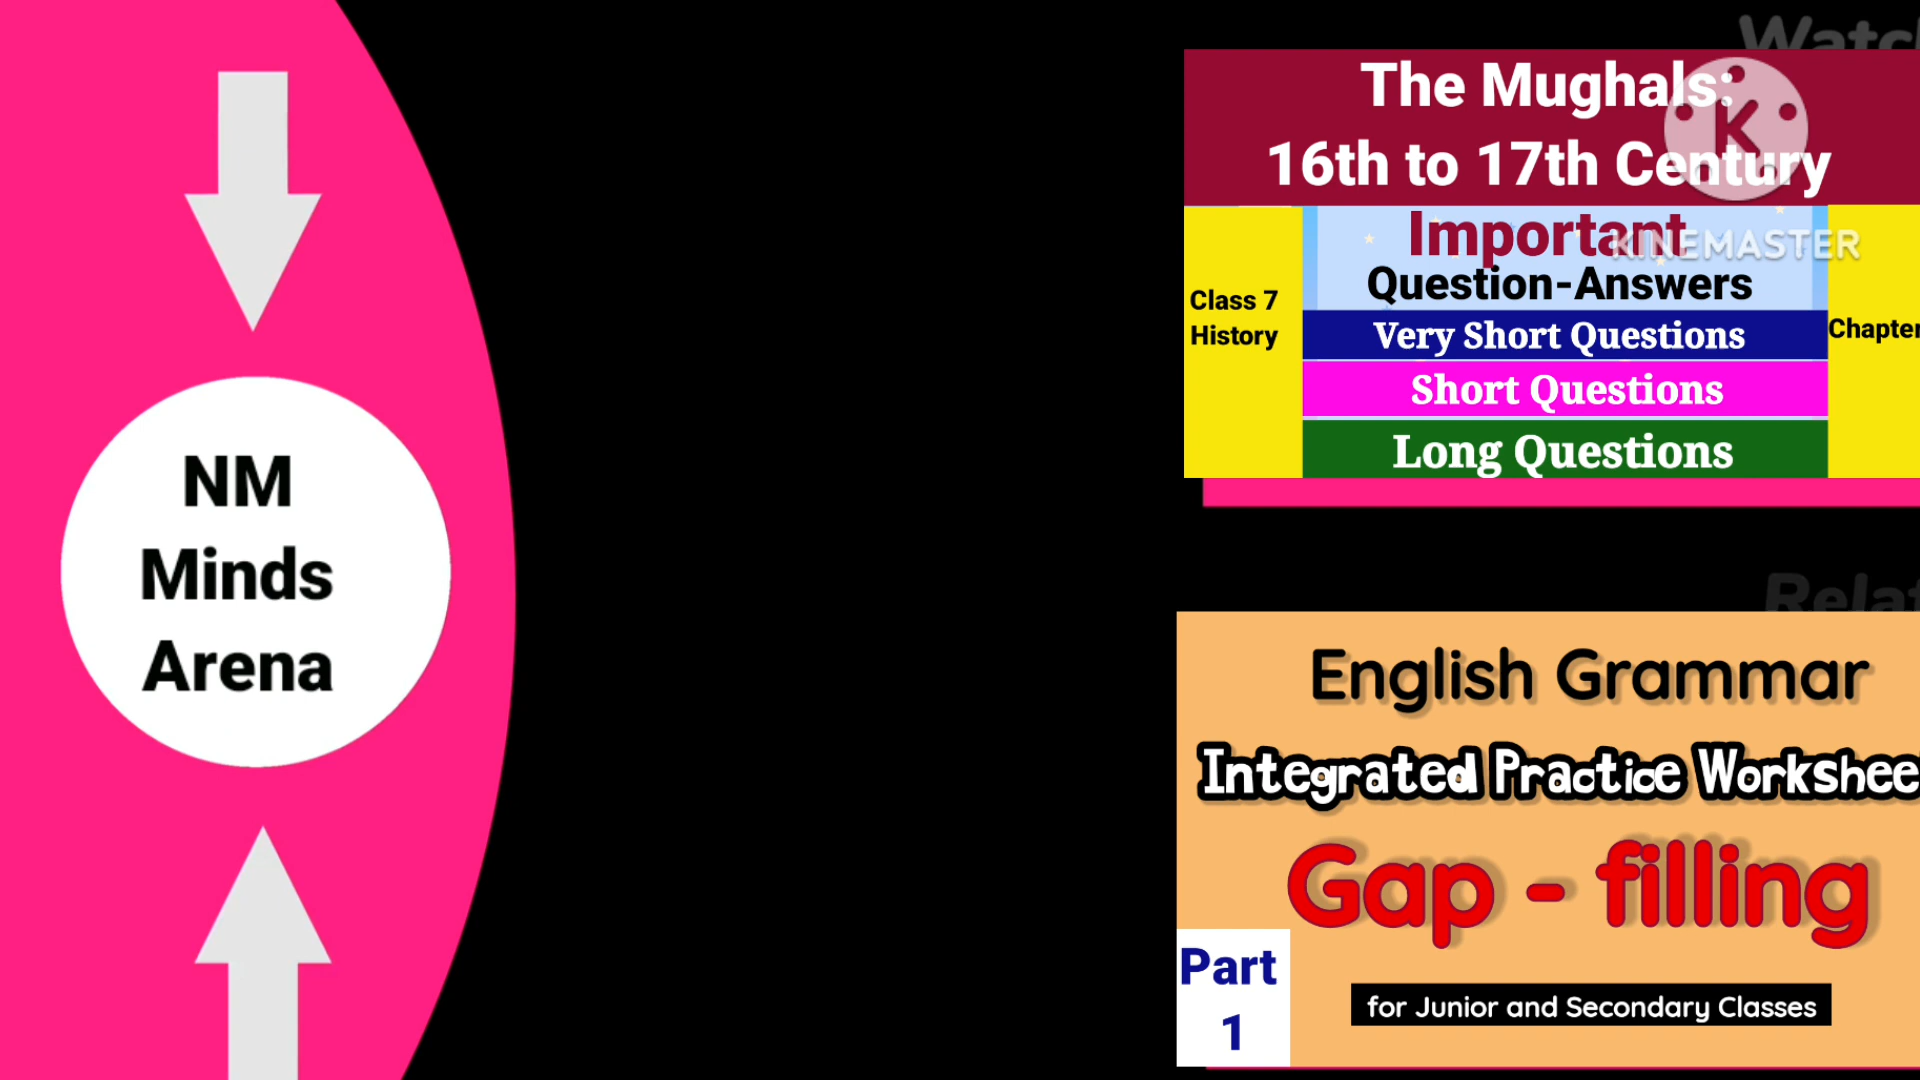 NM
Minds
Arena
The Mughals:
16th to 17th Century
Important
Question-Answers
Class 7
History
Very Short Questions
Short Questions
Long Questions
Chapter
KINEMASTER
English Grammar
Integrated Practice
Gap - filling
Part
1
for Junior and Secondary Classes